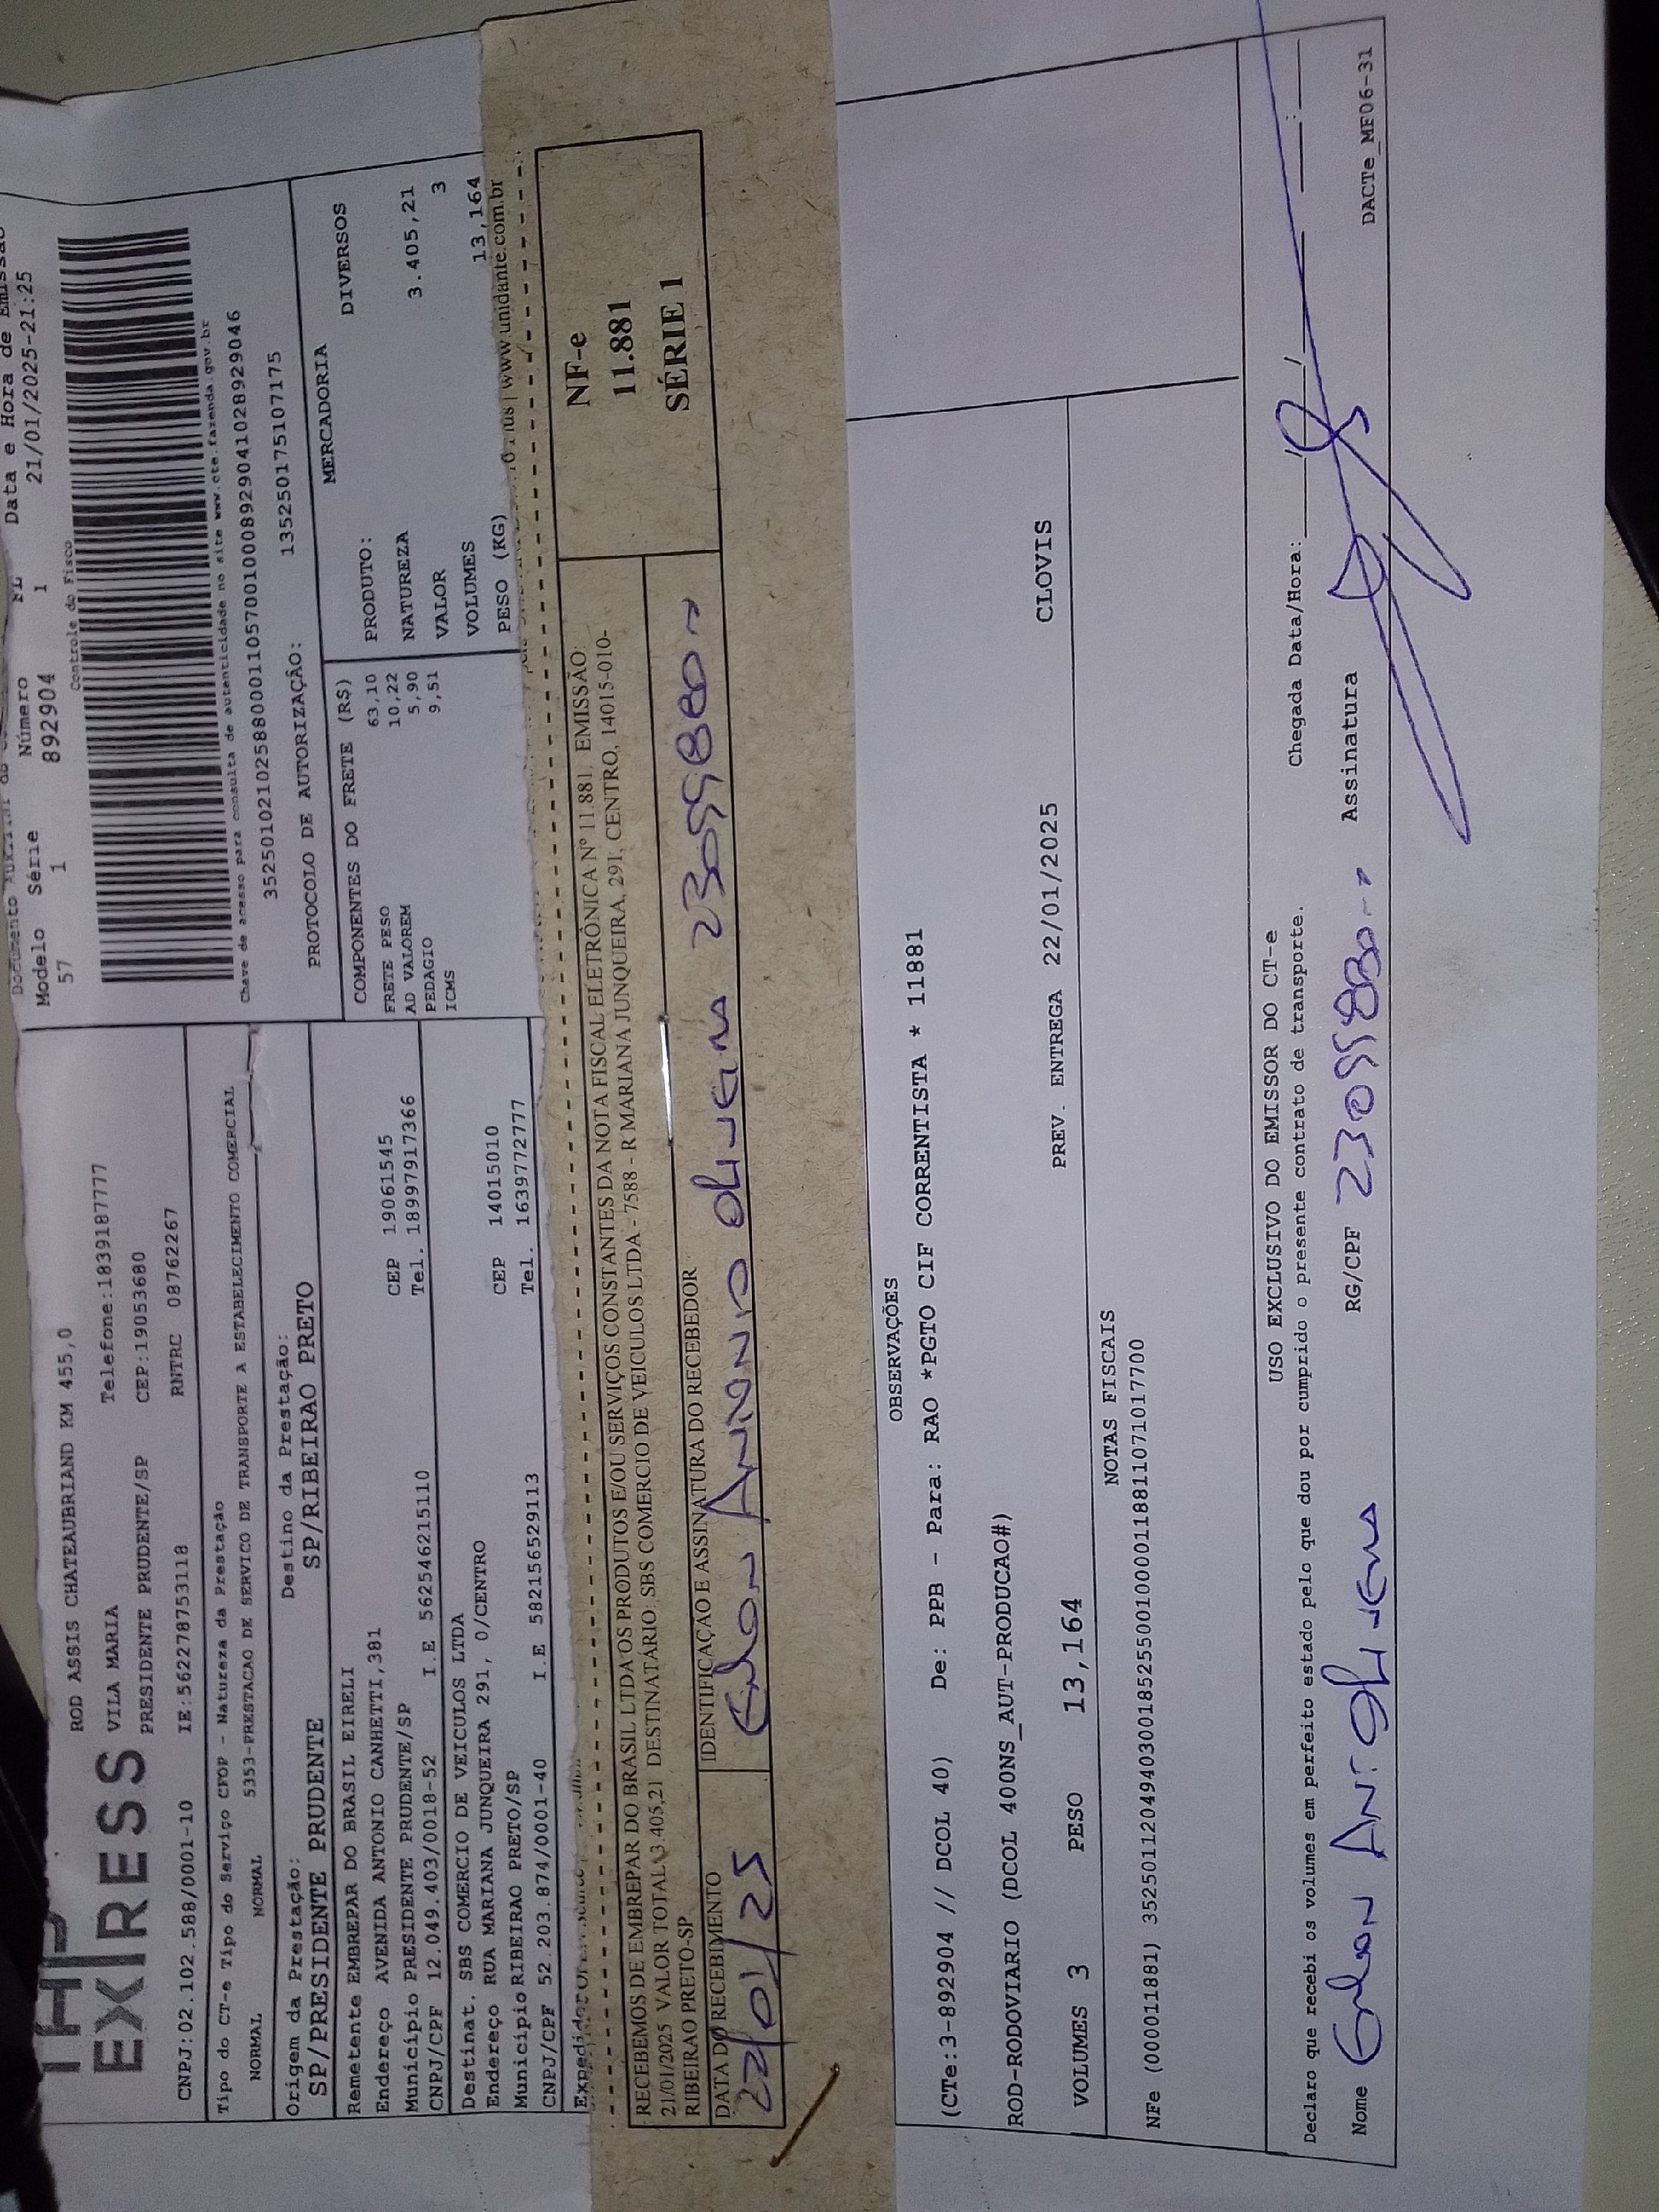 EXPRESS
ROD ASSIS CHATEAUBRIAND KM 455,0
VILA MARIA Telefone:1839187777
PRESIDENTE PRUDENTE/SP CEP:19053680
CNPJ:02.102.588/0001-10 IE:562278753118 RNTRC 08762267
Modelo Série Número Data e Hora de Emissão
57 1 892904 1 21/01/2025-21:25
Controle do Fisco
Chave de acesso para consulta de autenticidade no site www.cte.fazenda.gov.br
35250102102588000110570010008929041028929046
PROTOCOLO DE AUTORIZAÇÃO: 135250175107175
Tipo do CT-e Tipo do Serviço CFOP - Natureza da Prestação
NORMAL NORMAL 5353-PRESTACAO DE SERVICO DE TRANSPORTE A ESTABELECIMENTO COMERCIAL
Origem da Prestação: Destino da Prestação:
SP/PRESIDENTE PRUDENTE SP/RIBEIRAO PRETO
Remetente EMBREPAR DO BRASIL EIRELI
Endereço AVENIDA ANTONIO CANHETTI,381 CEP 19061545
Município PRESIDENTE PRUDENTE/SP Tel. 18997917366
CNPJ/CPF 12.049.403/0018-52 I.E 562546215110
Destinat. SBS COMERCIO DE VEICULOS LTDA
Endereço RUA MARIANA JUNQUEIRA 291, 0/CENTRO CEP 14015010
Município RIBEIRAO PRETO/SP Tel. 1639772777
CNPJ/CPF 52.203.874/0001-40 I.E 582156529113
COMPONENTES DO FRETE (R$)
FRETE PESO 63,10
AD VALOREM 10,22
PEDAGIO 5,90
ICMS 9,51
MERCADORIA
PRODUTO: DIVERSOS
NATUREZA
VALOR 3.405,21
VOLUMES 3
PESO (KG) 13,164
| www.unidante.com.br
RECEBEMOS DE EMBREPAR DO BRASIL LTDA OS PRODUTOS E/OU SERVIÇOS CONSTANTES DA NOTA FISCAL ELETRÔNICA Nº 11.881, EMISSÃO:
21/01/2025 VALOR TOTAL: 3.405,21 DESTINATÁRIO: SBS COMERCIO DE VEICULOS LTDA - 7588 - R MARIANA JUNQUEIRA, 291, CENTRO, 14015-010-
RIBEIRAO PRETO-SP
NF-e
11.881
SÉRIE 1
DATA DO RECEBIMENTO IDENTIFICAÇÃO E ASSINATURA DO RECEBEDOR
22/01/25 Antonio Oliveira
OBSERVAÇÕES
(CTe:3-892904 // DCOL 40) De: PPB - Para: RAO *PGTO CIF CORRENTISTA * 11881
ROD-RODOVIARIO (DCOL 400NS_AUT-PRODUCAO#)
PREV. ENTREGA 22/01/2025 CLOVIS
VOLUMES 3 PESO 13,164
NOTAS FISCAIS
NFe (000011881) 35250112049403001852550010000118811071017700
USO EXCLUSIVO DO EMISSOR DO CT-e
Declaro que recebi os volumes em perfeito estado pelo que dou por cumprido o presente contrato de transporte. Chegada Data/Hora:____/____/____ ____:____
Nome Ant Oliveira RG/CPF Assinatura
DACTe_MF06-31